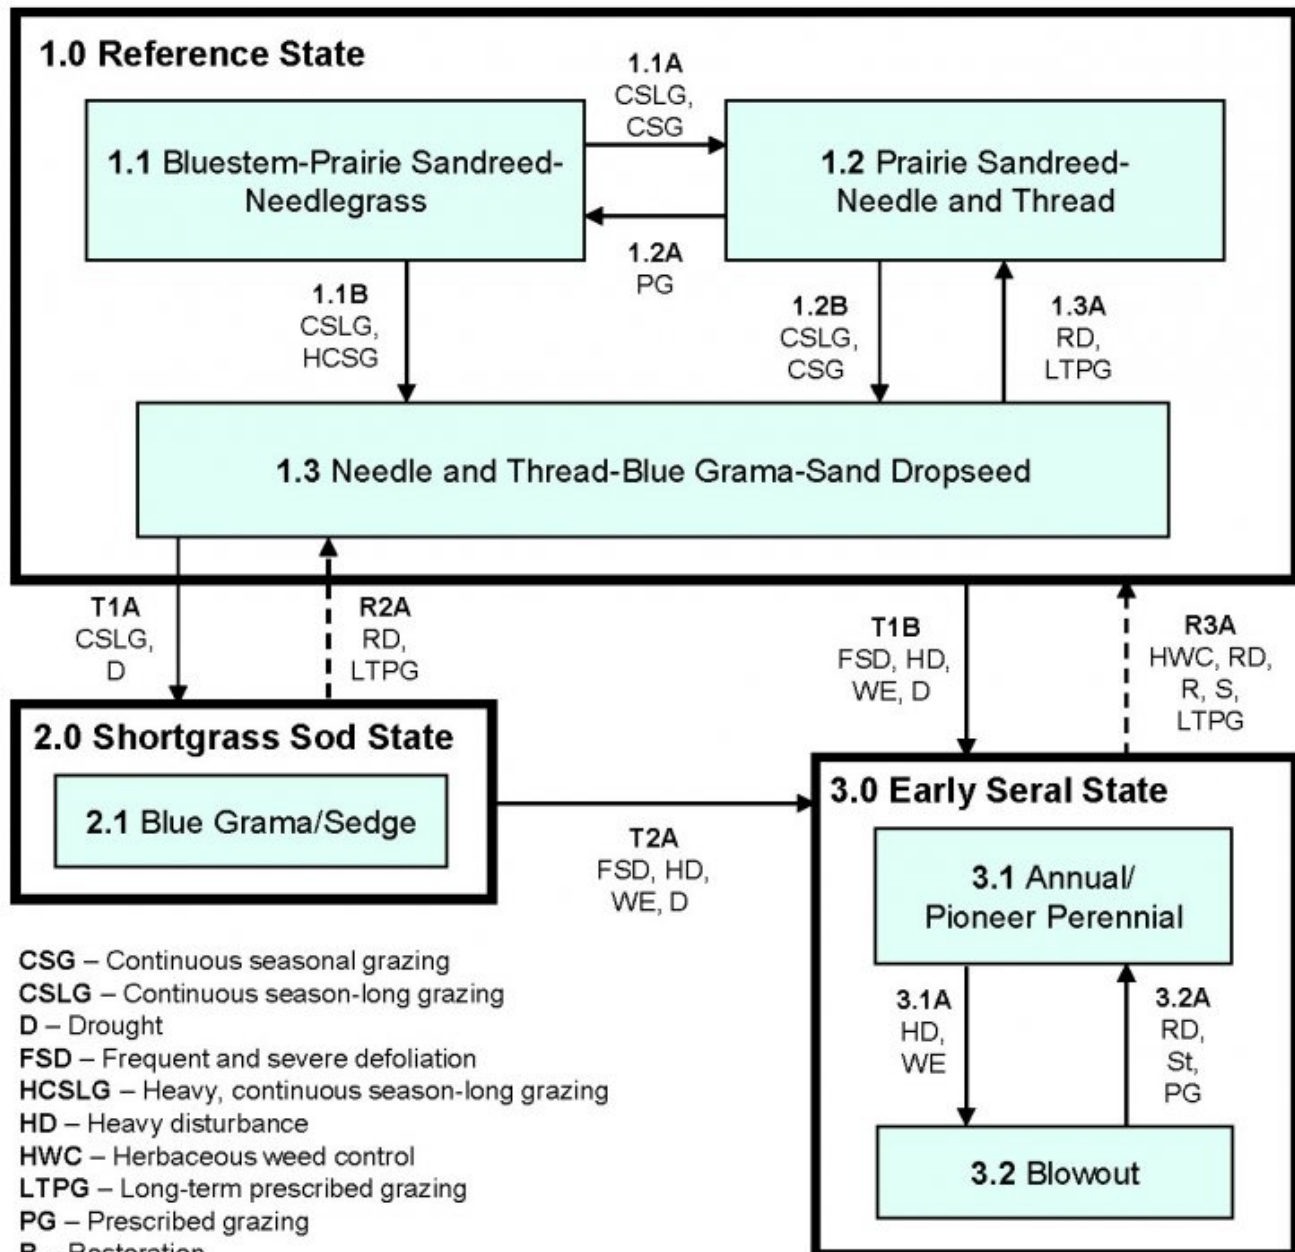 1.0 Reference State
1.1A
CSLG,
CSG
1.1 Bluestem-Prairie Sandreed-
Needlegrass
1.2 Prairie Sandreed-
Needle and Thread
1.2A
PG
1.1B
CSLG,
HCSG
1.2B
CSLG,
CSG
1.3A
RD,
LTPG
1.3 Needle and Thread-Blue Grama-Sand Dropseed
T1A
CSLG,
D
R2A
RD,
LTPG
T1B
FSD, HD,
WE, D
R3A
HWC, RD,
R, S,
LTPG
2.0 Shortgrass Sod State
2.1 Blue Grama/Sedge
T2A
FSD, HD,
WE, D
3.0 Early Seral State
3.1 Annual/
Pioneer Perennial
3.1A
HD,
WE
3.2A
RD,
St,
PG
3.2 Blowout
CSG – Continuous seasonal grazing
CSLG – Continuous season-long grazing
D – Drought
FSD – Frequent and severe defoliation
HCSLG – Heavy, continuous season-long grazing
HD – Heavy disturbance
HWC – Herbaceous weed control
LTPG – Long-term prescribed grazing
PG – Prescribed grazing
R – Restoration